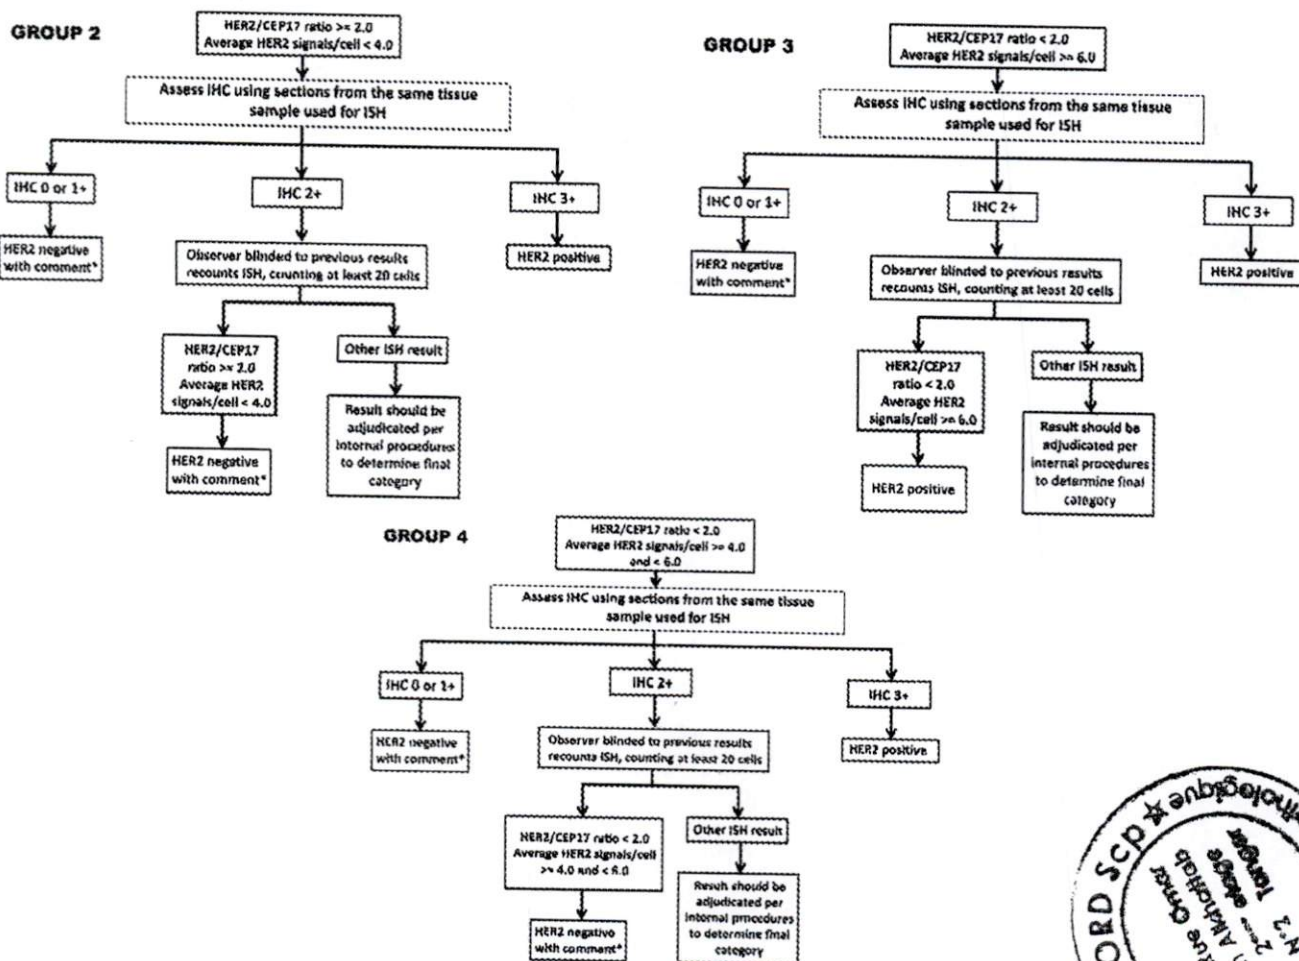 GROUP 2
HER2/CEP17 ratio >= 2.0
Average HER2 signals/cell < 4.0
Assess IHC using sections from the same tissue
sample used for ISH
IHC 0 or 1+
IHC 2+
IHC 3+
HER2 negative
with comment*
Observer blinded to previous results
recounts ISH, counting at least 20 cells
HER2 positive
HER2/CEP17
ratio >= 2.0
Average HER2
signals/cell < 4.0
Other ISH result
HER2 negative
with comment*
Result should be
adjudicated per
internal procedures
to determine final
category
GROUP 3
HER2/CEP17 ratio < 2.0
Average HER2 signals/cell >= 6.0
Assess IHC using sections from the same tissue
sample used for ISH
IHC 0 or 1+
IHC 2+
IHC 3+
HER2 negative
with comment*
Observer blinded to previous results
recounts ISH, counting at least 20 cells
HER2 positive
HER2/CEP17
ratio < 2.0
Average HER2
signals/cell >= 6.0
Other ISH result
HER2 positive
Result should be
adjudicated per
internal procedures
to determine final
category
GROUP 4
HER2/CEP17 ratio < 2.0
Average HER2 signals/cell >= 4.0
and < 6.0
Assess IHC using sections from the same tissue
sample used for ISH
IHC 0 or 1+
IHC 2+
IHC 3+
HER2 negative
with comment*
Observer blinded to previous results
recounts ISH, counting at least 20 cells
HER2 positive
HER2/CEP17 ratio < 2.0
Average HER2 signals/cell
>= 4.0 and < 6.0
Other ISH result
HER2 negative
with comment*
Result should be
adjudicated per
internal procedures
to determine final
category
ORD Scp
Omar
Alkhattab
étage
N°2 Tanger